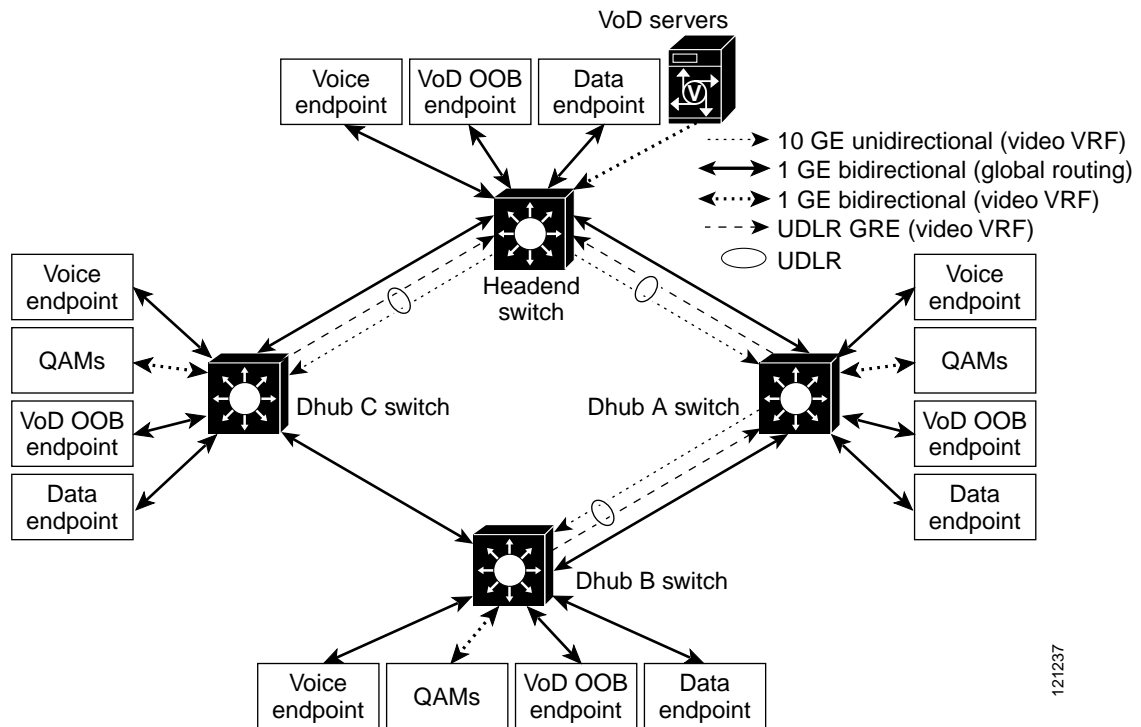 VoD servers
Voice
endpoint
VoD OOB
endpoint
Data
endpoint
V
10 GE unidirectional (video VRF)
1 GE bidirectional (global routing)
1 GE bidirectional (video VRF)
UDLR GRE (video VRF)
UDLR
Headend
switch
Voice
endpoint
QAMs
VoD OOB
endpoint
Data
endpoint
Dhub C switch
Dhub A switch
Voice
endpoint
QAMs
VoD OOB
endpoint
Data
endpoint
Dhub B switch
Voice
endpoint
QAMs
VoD OOB
endpoint
Data
endpoint
121237